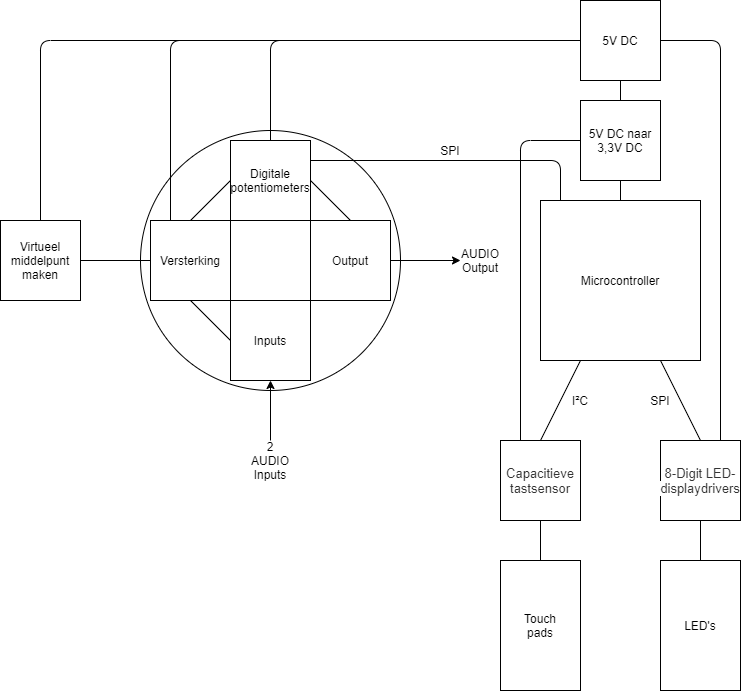 5V DC
5V DC naar
3,3V DC
SPI
Digitale
potentiometers
Virtueel
middelpunt
maken
Versterking
Output
AUDIO
Output
Microcontroller
Inputs
I²C
SPI
2
AUDIO
Inputs
Capacitieve
tastsensor
8-Digit LED-
displaydrivers
Touch
pads
LED's